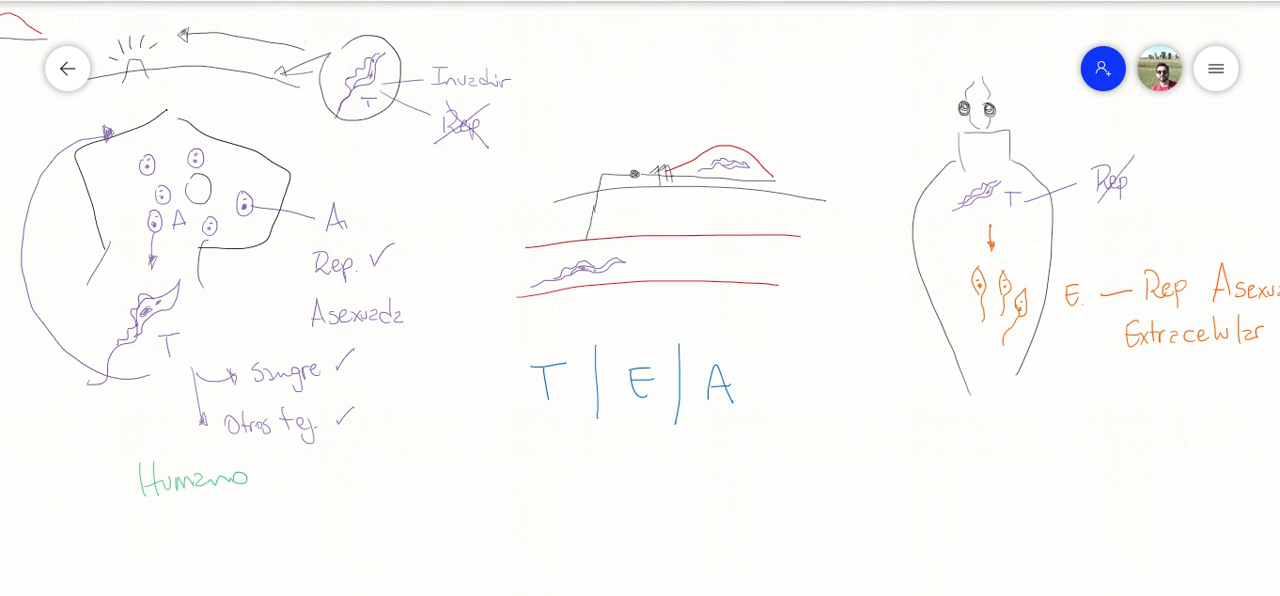 T
Invadir
Rep
A
A,
Rep. ✓
Asexuada
T
Sangre ✓
Otros tej. ✓
Humano
T | E | A
T
Rep
E. — Rep Asexua
Extracelular